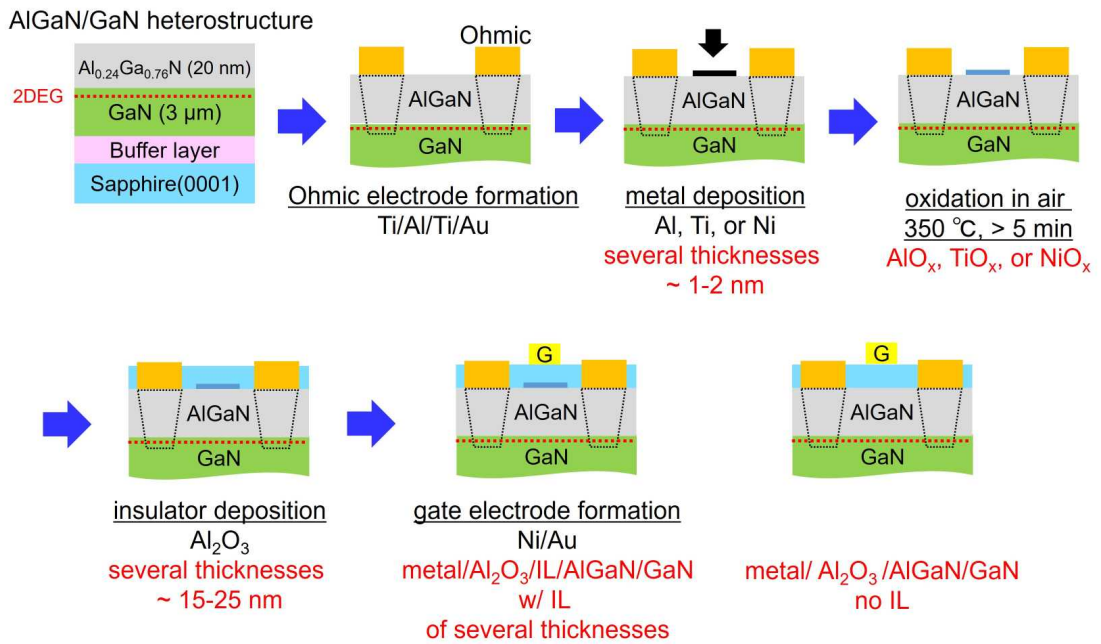 AlGaN/GaN heterostructure
Al0.24Ga0.76N (20 nm)
2DEG
GaN (3 μm)
Buffer layer
Sapphire(0001)
Ohmic
AlGaN
GaN
Ohmic electrode formation
Ti/Al/Ti/Au
AlGaN
GaN
metal deposition
Al, Ti, or Ni
several thicknesses
~ 1-2 nm
AlGaN
GaN
oxidation in air
350 ℃, > 5 min
AlOx, TiOx, or NiOx
AlGaN
GaN
insulator deposition
Al2O3
several thicknesses
~ 15-25 nm
G
AlGaN
GaN
gate electrode formation
Ni/Au
metal/Al2O3/IL/AlGaN/GaN
w/ IL
of several thicknesses
G
AlGaN
GaN
metal/ Al2O3 /AlGaN/GaN
no IL